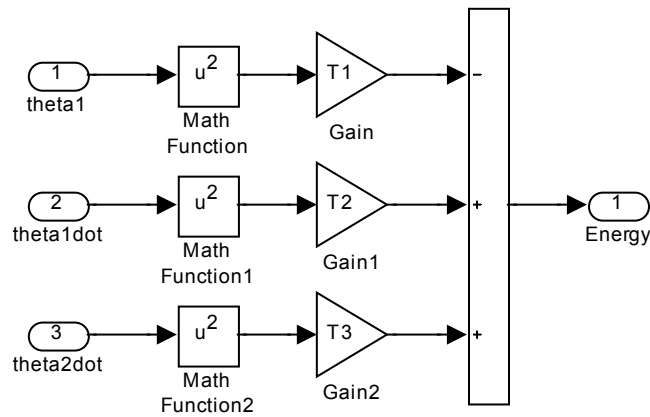 1
u²
T1
-
theta1
Math
Function
Gain
2
u²
T2
+
1
theta1dot
Math
Function1
Gain1
Energy
3
u²
T3
+
theta2dot
Math
Function2
Gain2